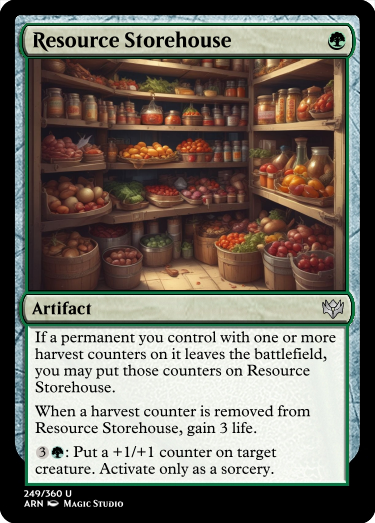 Resource Storehouse
Artifact
If a permanent you control with one or more
harvest counters on it leaves the battlefield,
you may put those counters on Resource
Storehouse.
When a harvest counter is removed from
Resource Storehouse, gain 3 life.
3 : Put a +1/+1 counter on target
creature. Activate only as a sorcery.
249/360 U
ARN Magic Studio